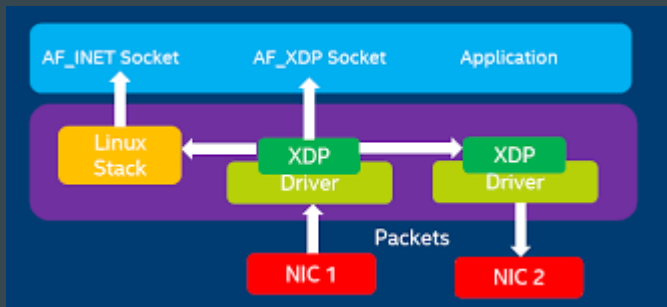 AF_INET Socket
AF_XDP Socket
Application
Linux
Stack
XDP
Driver
XDP
Driver
Packets
NIC 1
NIC 2